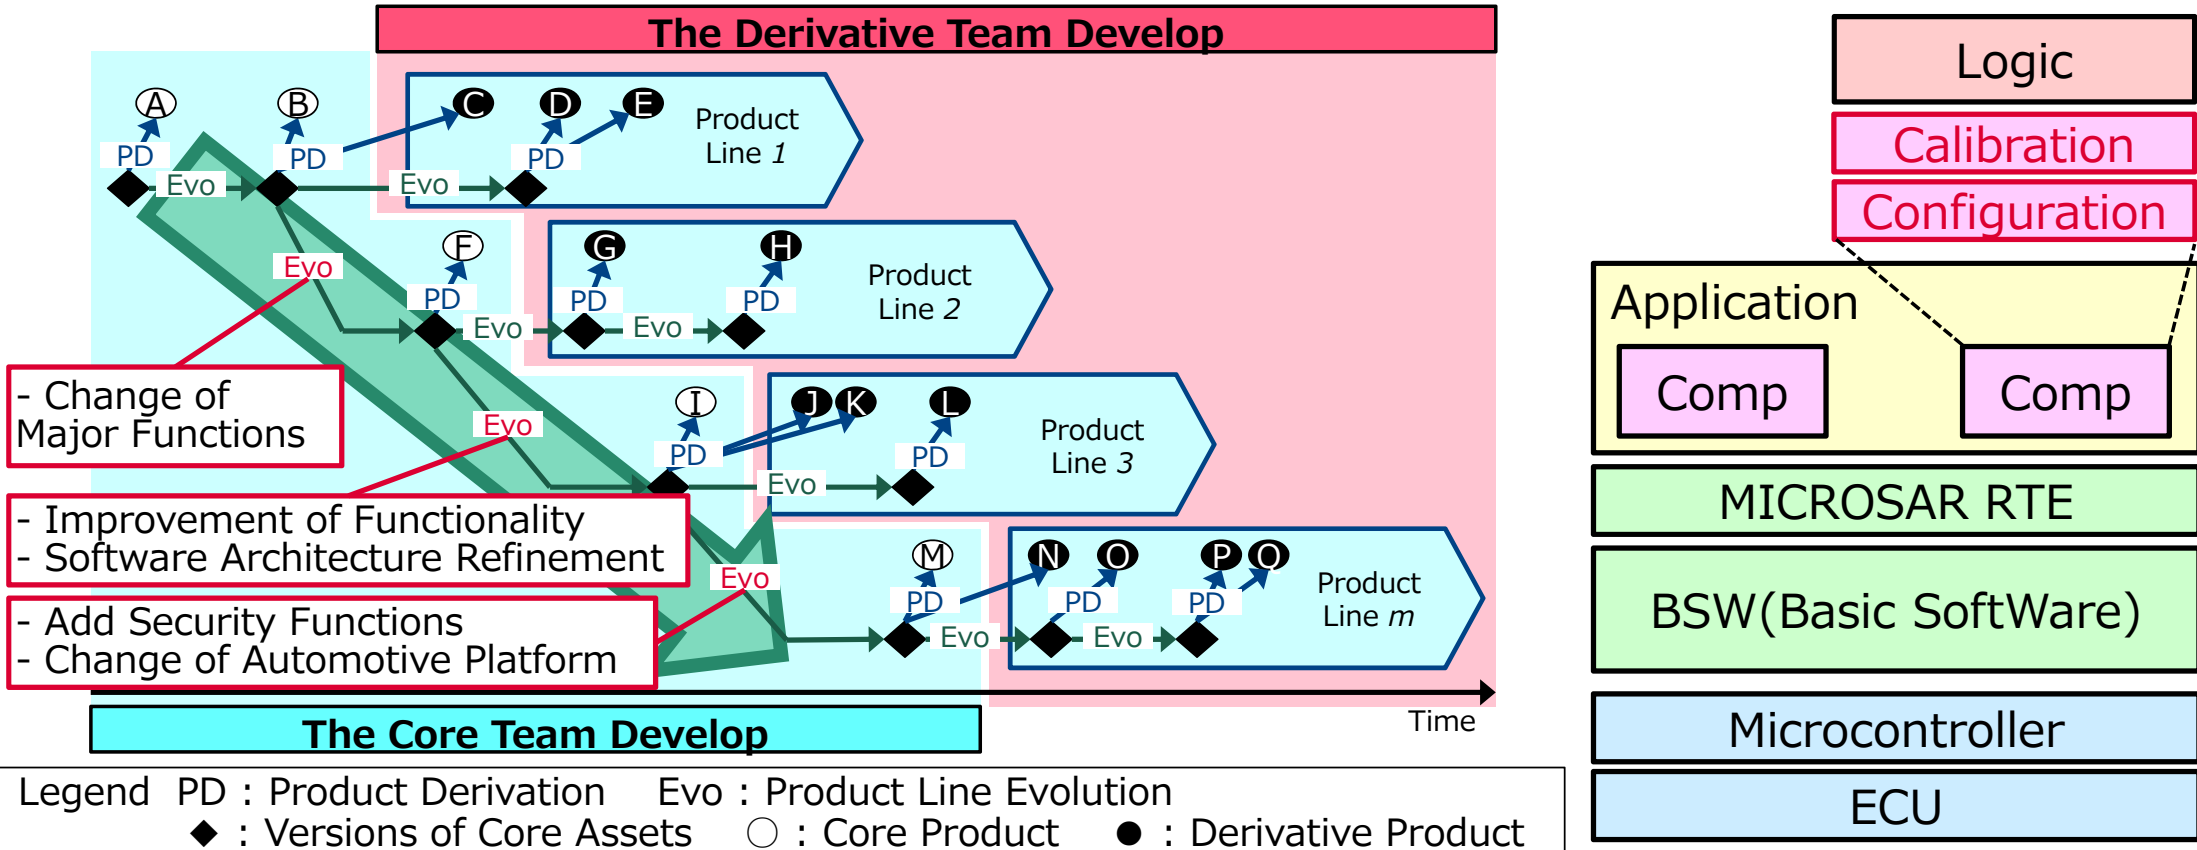 The Derivative Team Develop
A
B
C
D
E
Product
Line 1
PD
PD
PD
Evo
Evo
F
G
H
Product
Line 2
Evo
PD
PD
PD
Evo
Evo
- Change of
Major Functions
I
J
K
L
Product
Line 3
Evo
PD
PD
Evo
- Improvement of Functionality
- Software Architecture Refinement
M
N
O
P
Q
Product
Line m
Evo
PD
PD
PD
Evo
Evo
- Add Security Functions
- Change of Automotive Platform
Time
The Core Team Develop
Legend PD : Product Derivation Evo : Product Line Evolution
◆ : Versions of Core Assets ○ : Core Product ● : Derivative Product
Logic
Calibration
Configuration
Application
Comp
Comp
MICROSAR RTE
BSW(Basic SoftWare)
Microcontroller
ECU